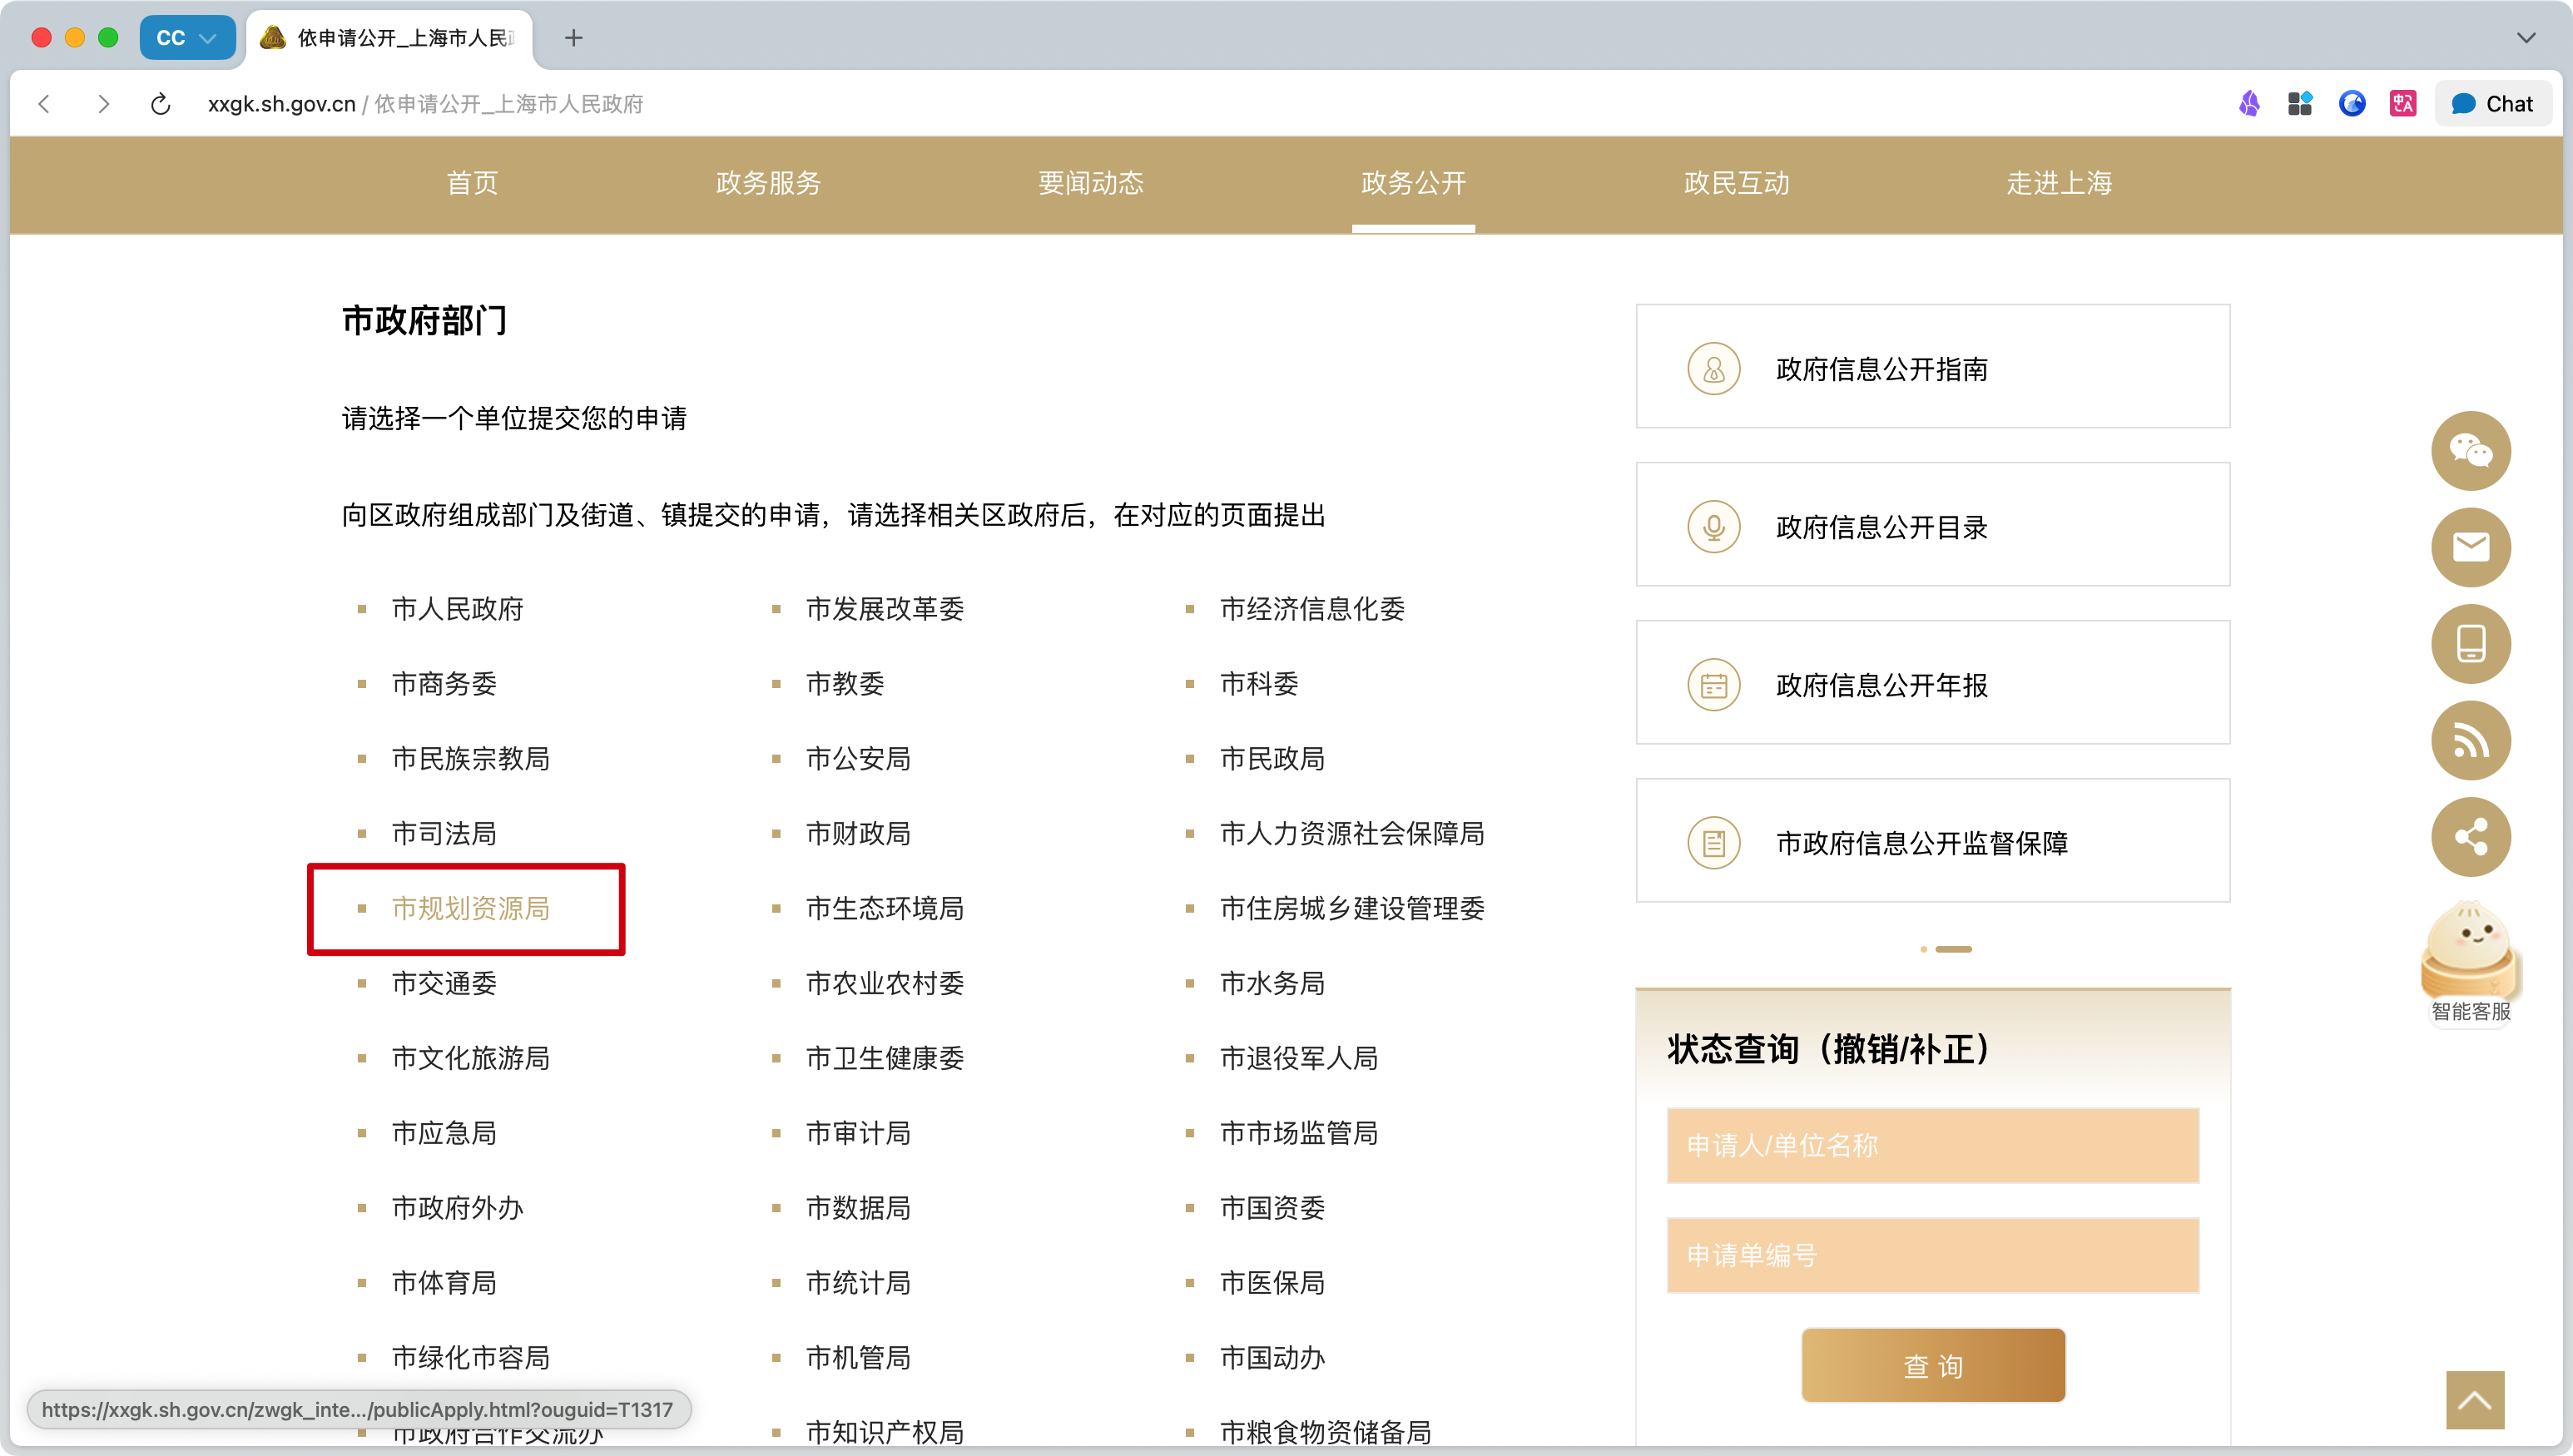 CC
依申请公开_上海市人民
xxgk.sh.gov.cn / 依申请公开_上海市人民政府
中A
Chat
首页 政务服务 要闻动态 政务公开 政民互动 走进上海
市政府部门
请选择一个单位提交您的申请
向区政府组成部门及街道、镇提交的申请，请选择相关区政府后，在对应的页面提出
市人民政府 市发展改革委 市经济信息化委
市商务委 市教委 市科委
市民族宗教局 市公安局 市民政局
市司法局 市财政局 市人力资源社会保障局
市规划资源局 市生态环境局 市住房城乡建设管理委
市交通委 市农业农村委 市水务局
市文化旅游局 市卫生健康委 市退役军人局
市应急局 市审计局 市市场监管局
市政府外办 市数据局 市国资委
市体育局 市统计局 市医保局
市绿化市容局 市机管局 市国动办
市政府合作交流办 市知识产权局 市粮食物资储备局
政府信息公开指南
政府信息公开目录
政府信息公开年报
市政府信息公开监督保障
状态查询（撤销/补正）
申请人/单位名称
申请单编号
查 询
智能客服
https://xxgk.sh.gov.cn/zwgk_inte.../publicApply.html?ouguid=T1317